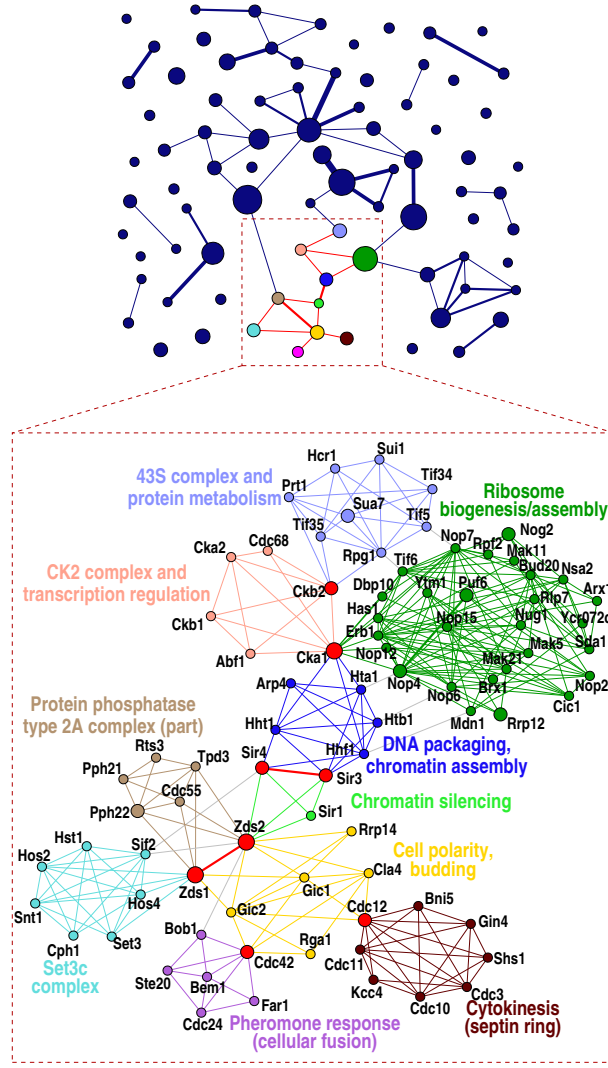 Sui1
Hcr1
43S complex and
protein metabolism
Tif34
Prt1
Sua7
Ribosome
biogenesis/assembly
Tif35
Tif5
Nog2
Nop7
Rpf2
Cdc68
Cka2
Rpg1
Tif6
Mak11
Bud20
Nsa2
CK2 complex and
transcription regulation
Ckb2
Dbp10
Ytm1
Puf6
Rlp7
Arx1
Has1
Nop15
Nug1
Ycr072c
Ckb1
Erb1
Nop12
Mak5
Sda1
Abf1
Cka1
Mak21
Arp4
Hta1
Nop4
Nop6
Brx1
Nop2
Cic1
Protein phosphatase
type 2A complex (part)
Hht1
Htb1
Mdn1
Rrp12
Rts3
Tpd3
Sir4
Hhf1
DNA packaging,
chromatin assembly
Pph21
Sir3
Cdc55
Chromatin silencing
Pph22
Zds2
Sir1
Hst1
Sif2
Rrp14
Hos2
Cell polarity,
budding
Zds1
Gic1
Cla4
Snt1
Hos4
Gic2
Cdc12
Bni5
Cph1
Set3
Bob1
Rga1
Gin4
Set3c
complex
Cdc42
Cdc11
Shs1
Ste20
Bem1
Kcc4
Far1
Cdc10
Cdc3
Cdc24
Pheromone response
(cellular fusion)
Cytokinesis
(septin ring)